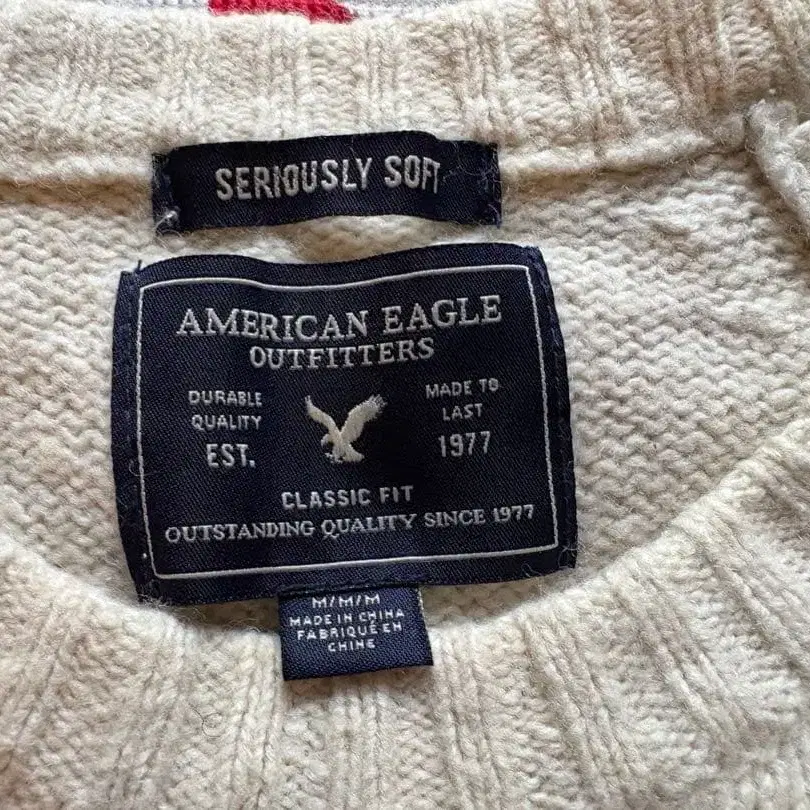 SERIOUSLY SOFT
AMERICAN EAGLE
OUTFITTERS
DURABLE
QUALITY
EST.
MADE TO
LAST
1977
CLASSIC FIT
OUTSTANDING QUALITY SINCE 1977
M/M/M
MADE IN CHINA
FABRIQUÉ EN
CHINE